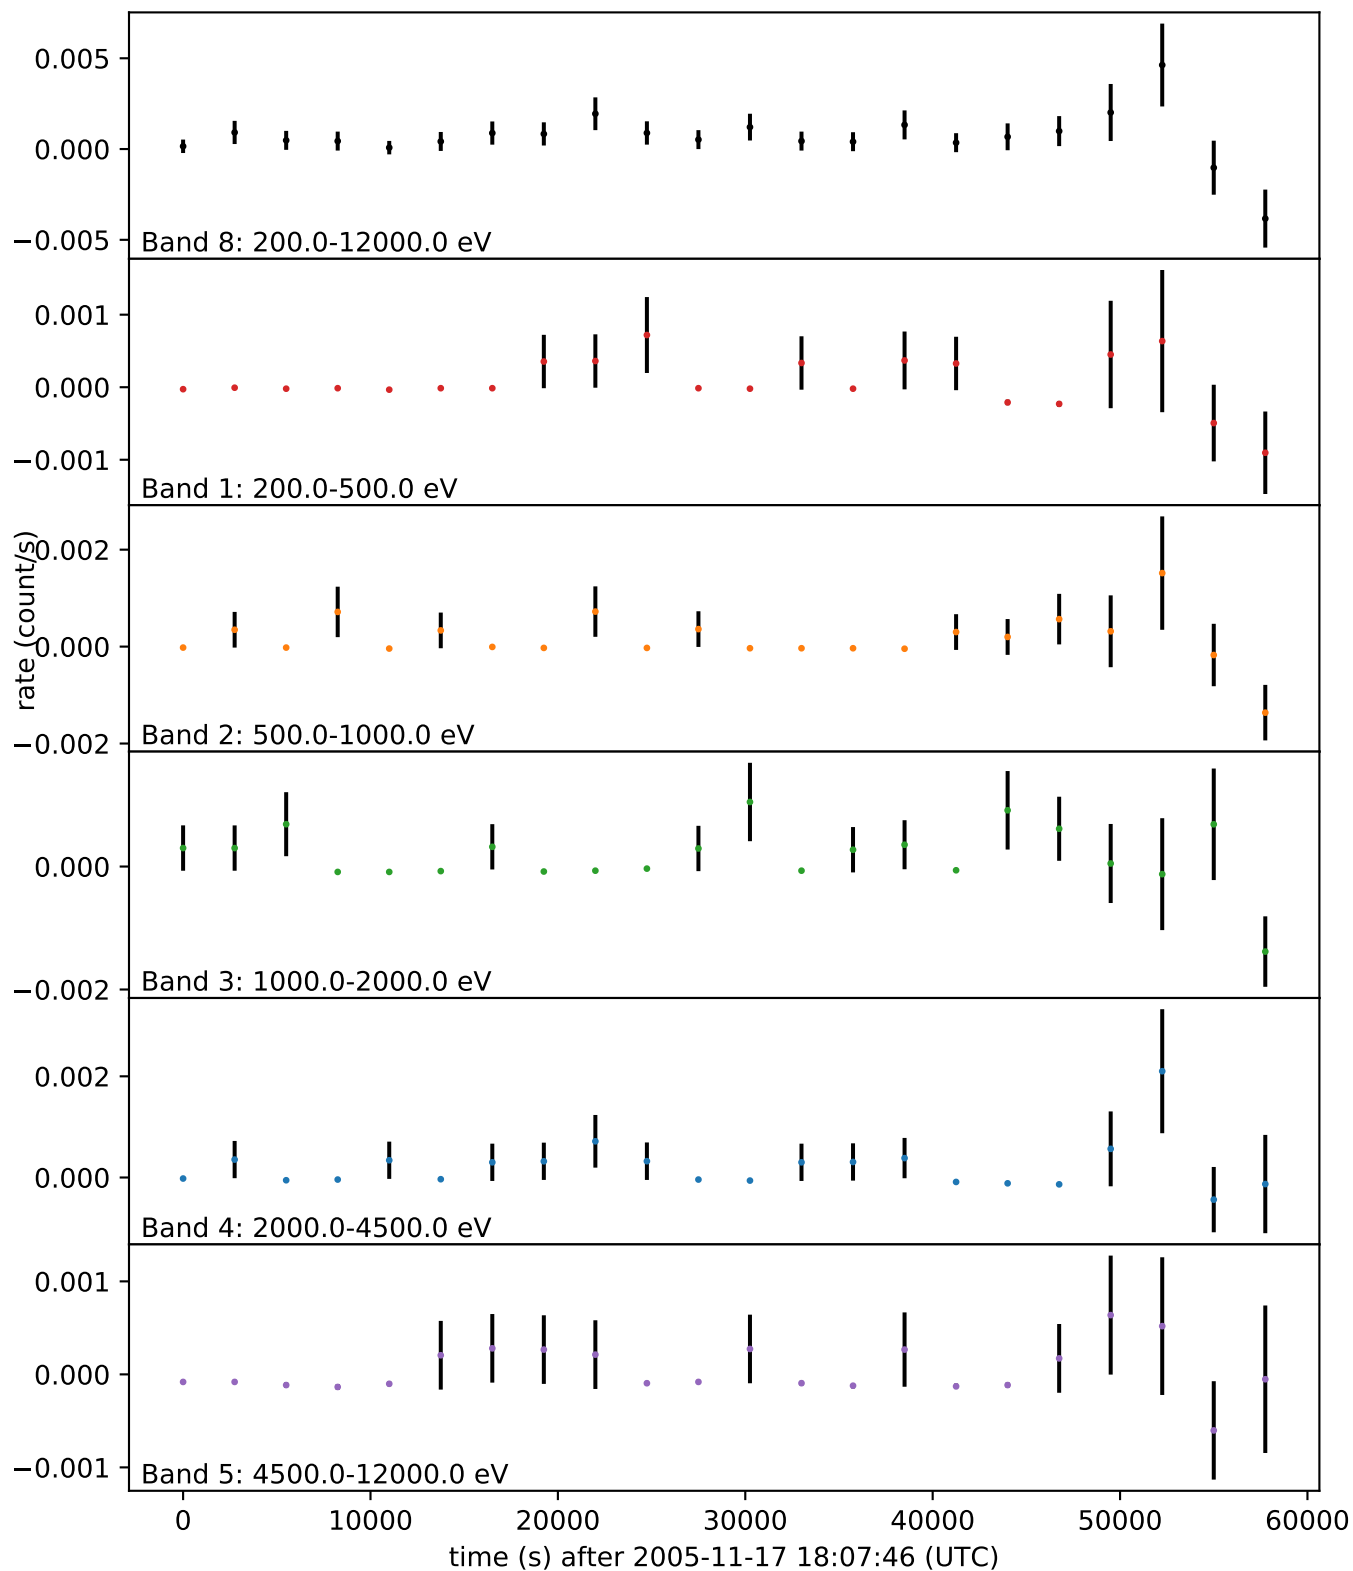 0.005
0.000
−0.005
Band 8: 200.0-12000.0 eV
0.001
0.000
−0.001
Band 1: 200.0-500.0 eV
rate (count/s)
0.002
0.000
−0.002
Band 2: 500.0-1000.0 eV
0.000
−0.002
Band 3: 1000.0-2000.0 eV
0.002
0.000
Band 4: 2000.0-4500.0 eV
0.001
0.000
−0.001
Band 5: 4500.0-12000.0 eV
0 10000 20000 30000 40000 50000 60000
time (s) after 2005-11-17 18:07:46 (UTC)